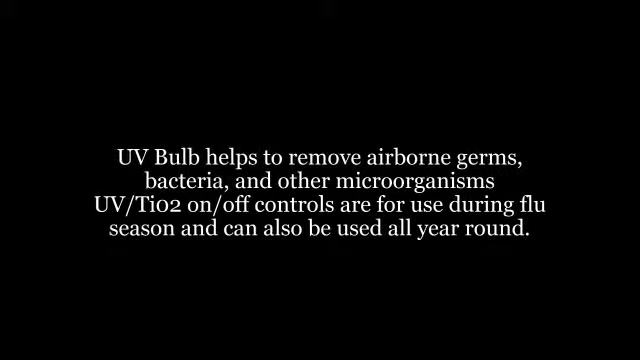 UV Bulb helps to remove airborne germs,
bacteria, and other microorganisms
UV/Ti02 on/off controls are for use during flu
season and can also be used all year round.